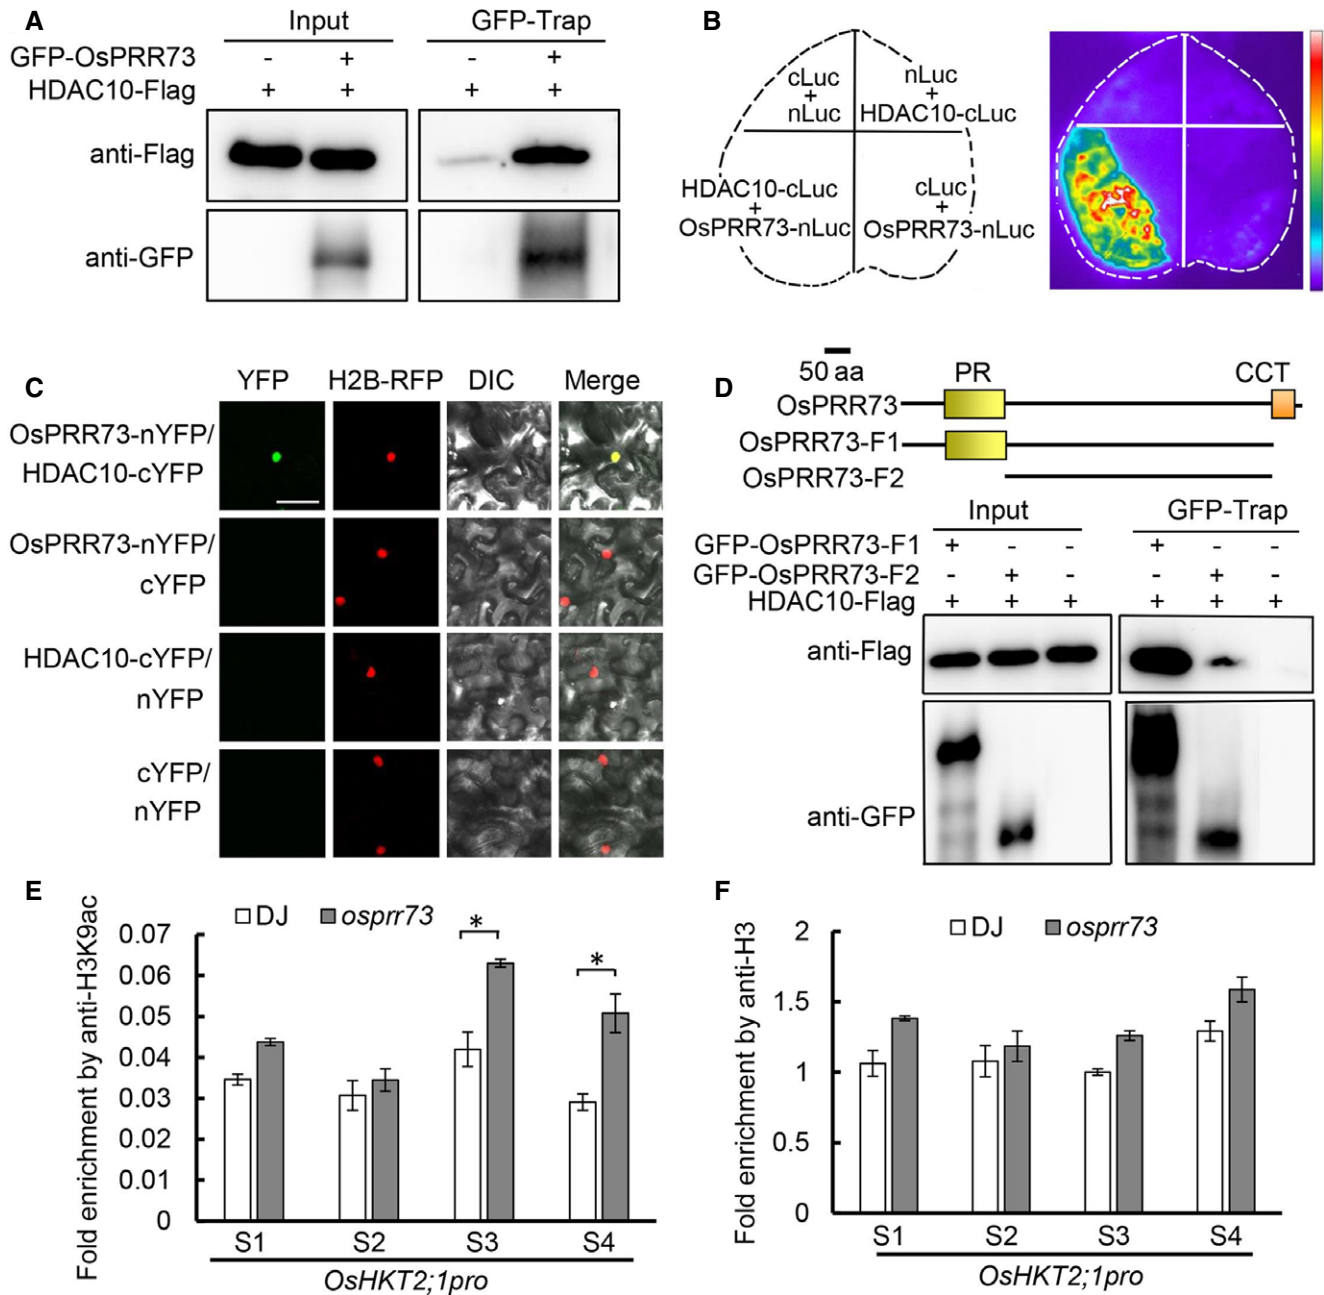 A
Input GFP-Trap
GFP-OsPRR73 - + - +
HDAC10-Flag + + + +
anti-Flag
anti-GFP
B
cLuc
+
nLuc
nLuc
+
HDAC10-cLuc
HDAC10-cLuc
+
OsPRR73-nLuc
cLuc
+
OsPRR73-nLuc
C
YFP H2B-RFP DIC Merge
OsPRR73-nYFP/
HDAC10-cYFP
OsPRR73-nYFP/
cYFP
HDAC10-cYFP/
nYFP
cYFP/
nYFP
D
50 aa
PR CCT
OsPRR73
OsPRR73-F1
OsPRR73-F2
Input GFP-Trap
GFP-OsPRR73-F1 + - - + - -
GFP-OsPRR73-F2 - + - - + -
HDAC10-Flag + + + + + +
anti-Flag
anti-GFP
E
DJ osprr73
Fold enrichment by anti-H3K9ac
0.07
0.06
0.05
0.04
0.03
0.02
0.01
0
* *
S1 S2 S3 S4
OsHKT2;1pro
F
DJ osprr73
Fold enrichment by anti-H3
2
1.5
1
0.5
0
S1 S2 S3 S4
OsHKT2;1pro